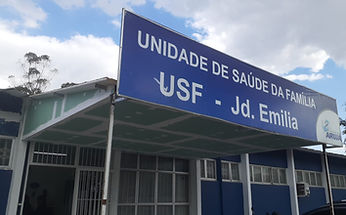 UNIDADE DE SAÚDE DA FAMÍLIA
USF - Jd. Emilia